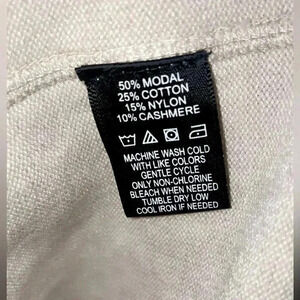 50% MODAL
25% COTTON
15% NYLON
10% CASHMERE
MACHINE WASH COLD
WITH LIKE COLORS
GENTLE CYCLE
ONLY NON-CHLORINE
BLEACH WHEN NEEDED
TUMBLE DRY LOW
COOL IRON IF NEEDED